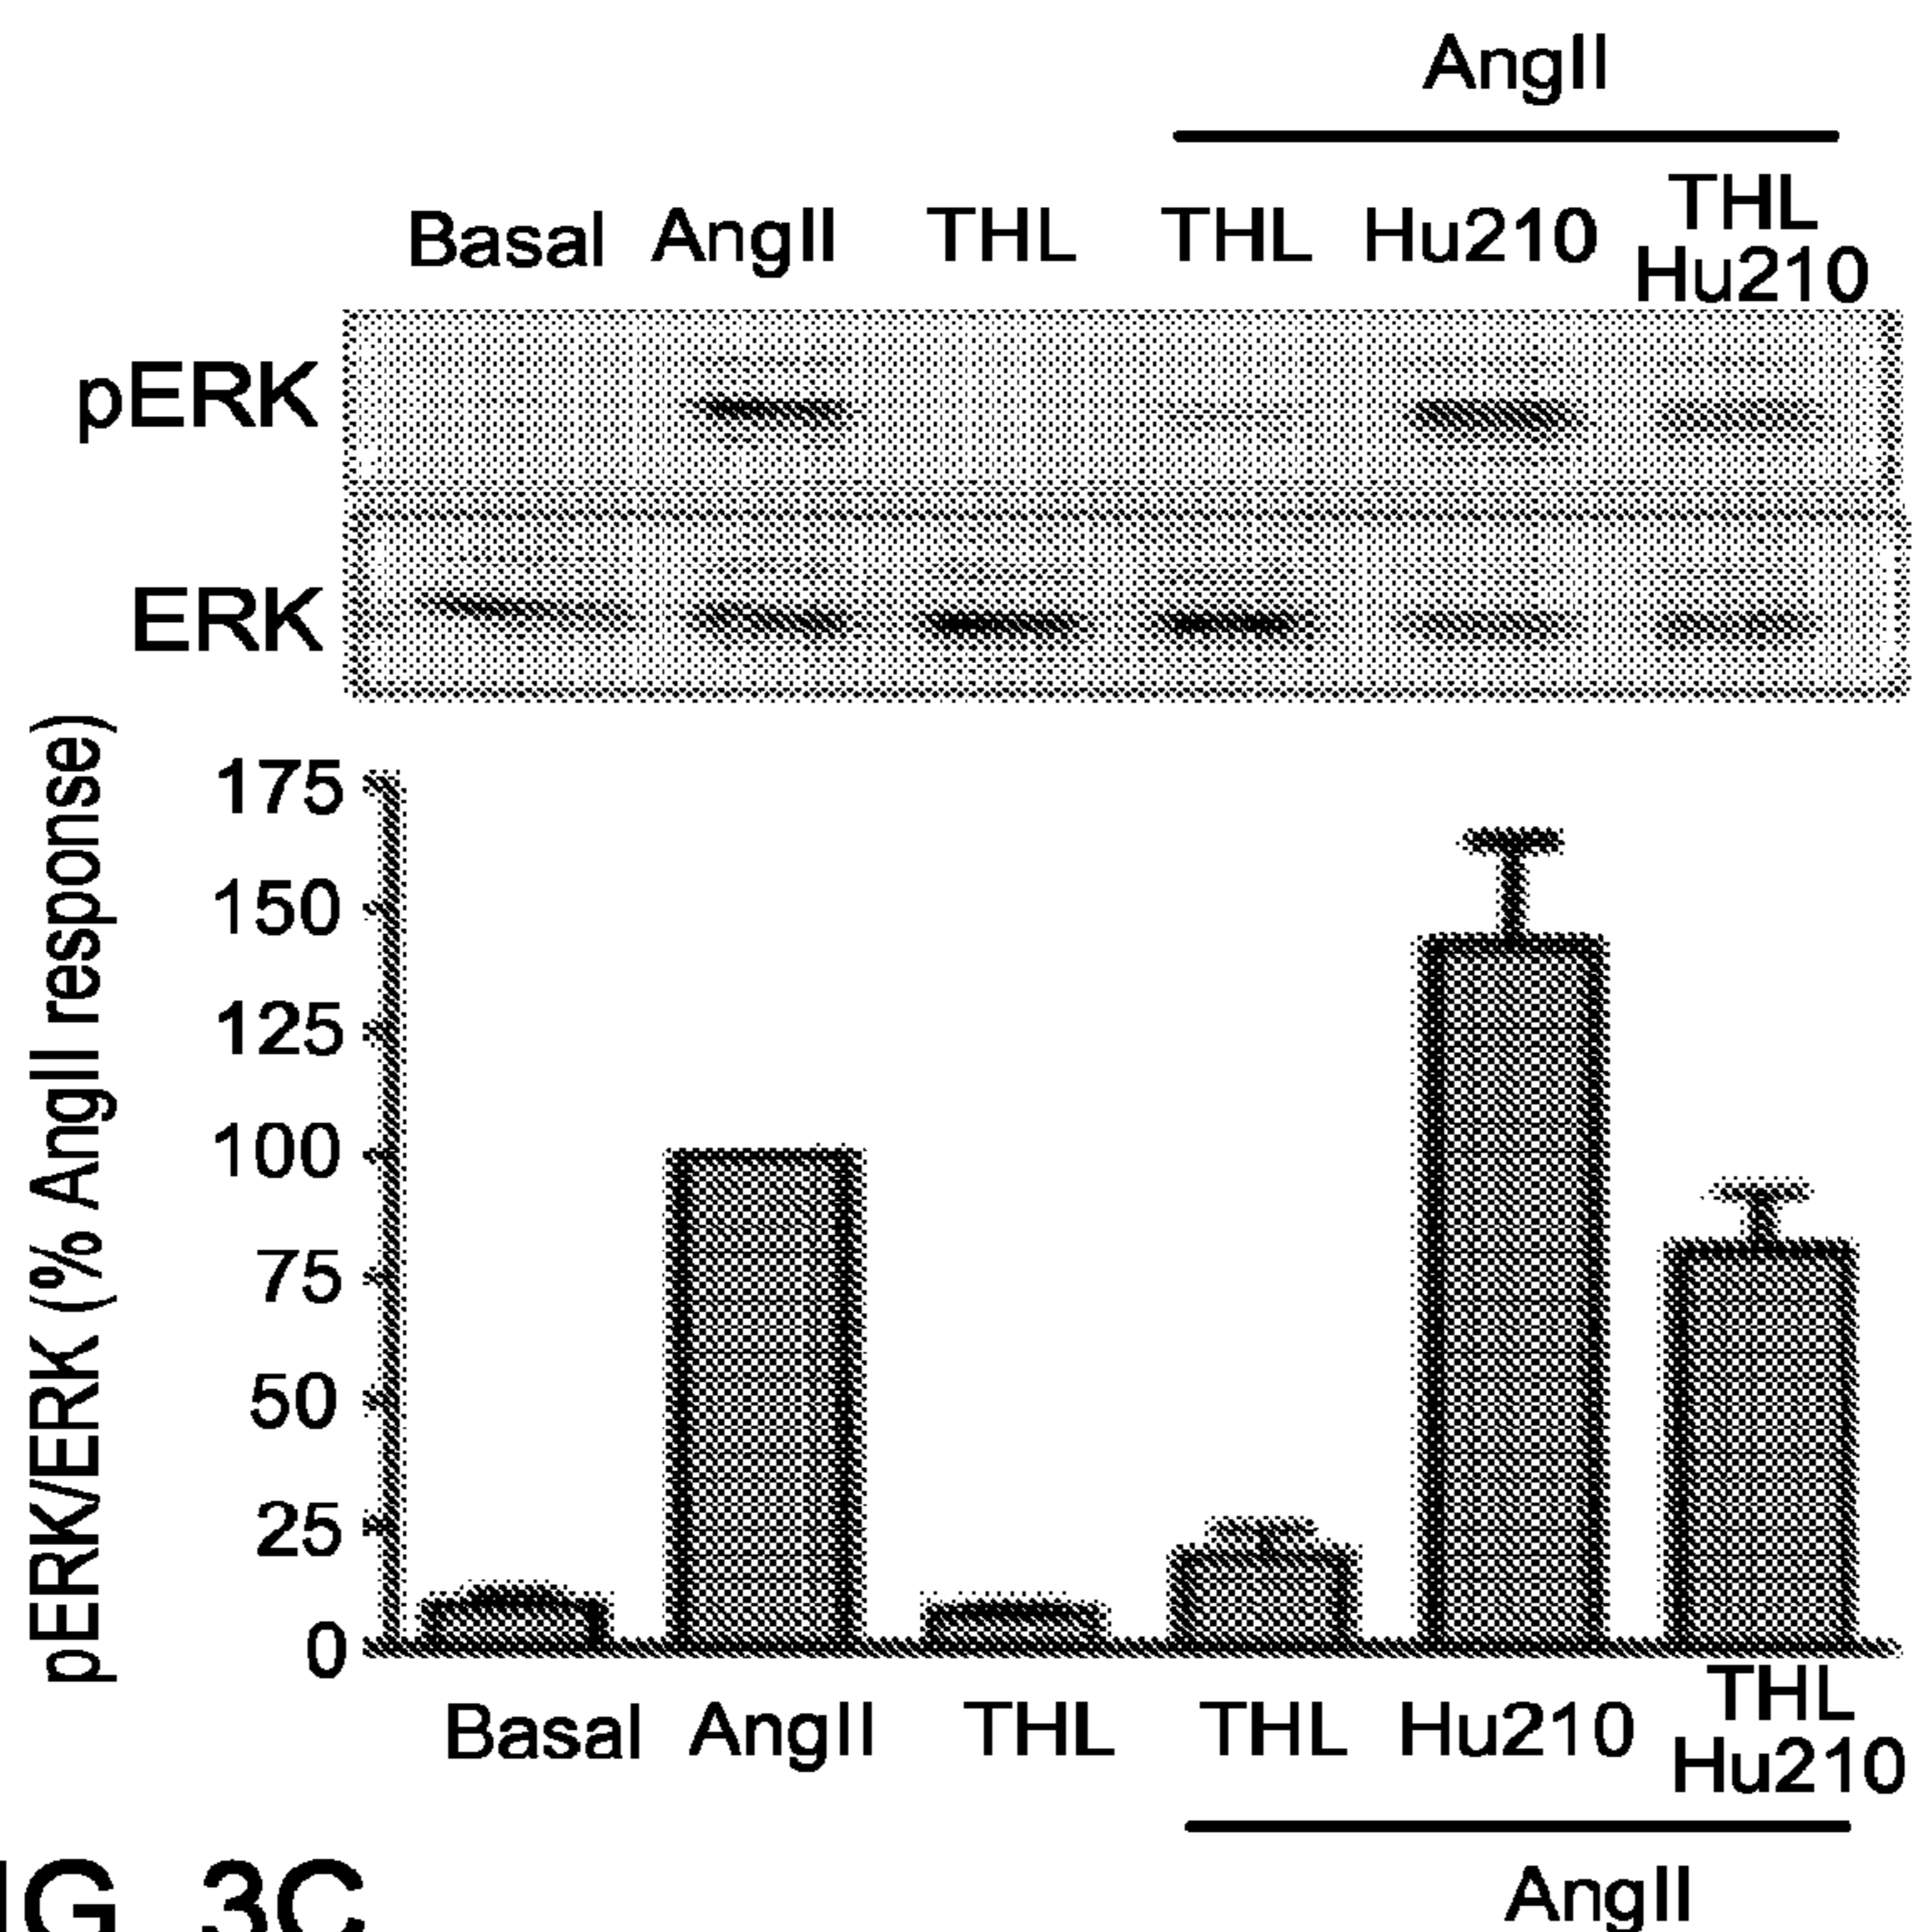 AngII
Basal AngII THL THL Hu210 THL Hu210
pERK
ERK
pERK/ERK (% AngII response)
175
150
125
100
75
50
25
0
Basal AngII THL THL Hu210 THL Hu210
AngII
3C